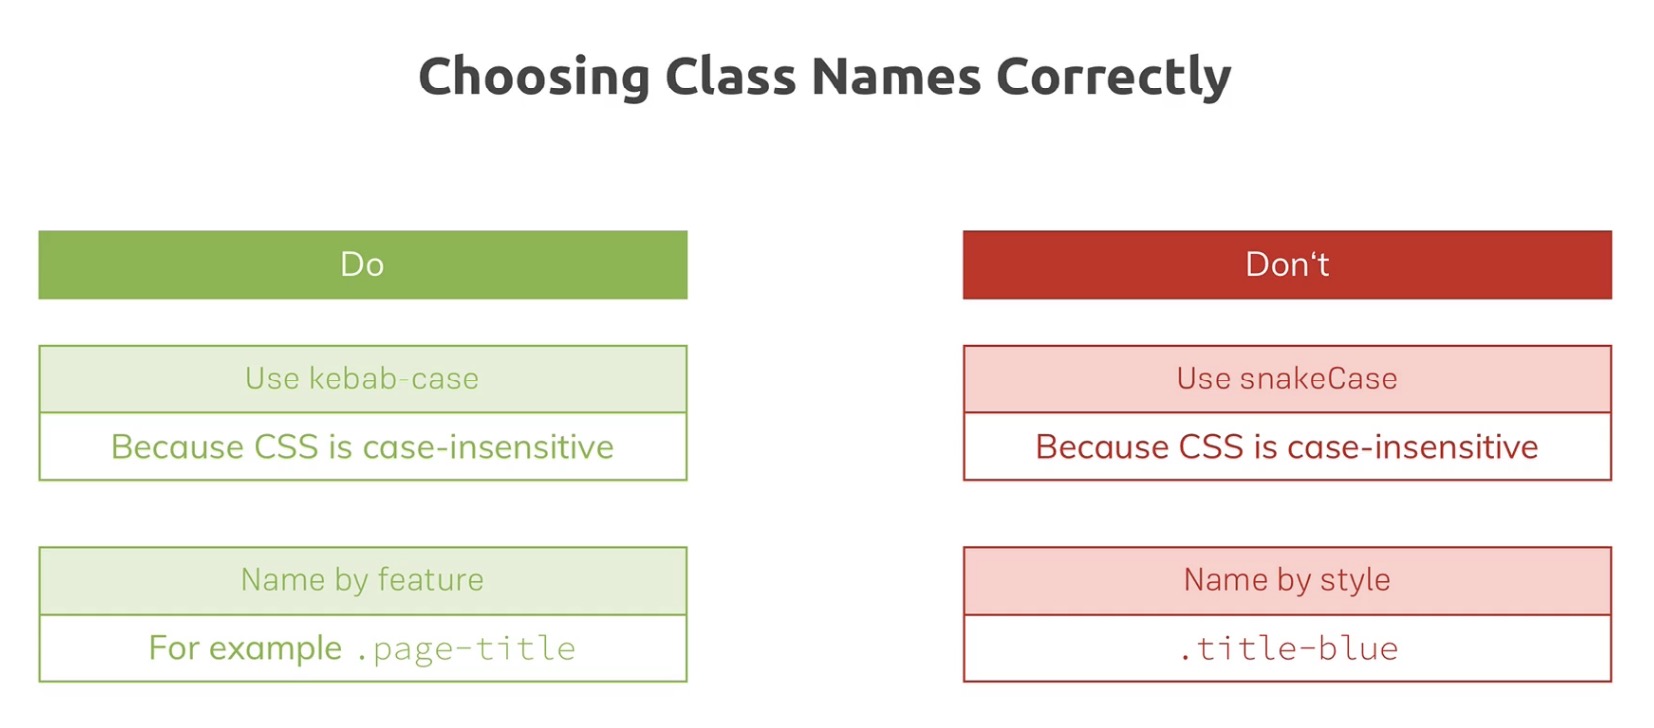 Choosing Class Names Correctly
Do
Don‘t
Use kebab-case
Use snakeCase
Because CSS is case-insensitive
Because CSS is case-insensitive
Name by feature
Name by style
For example .page-title
.title-blue